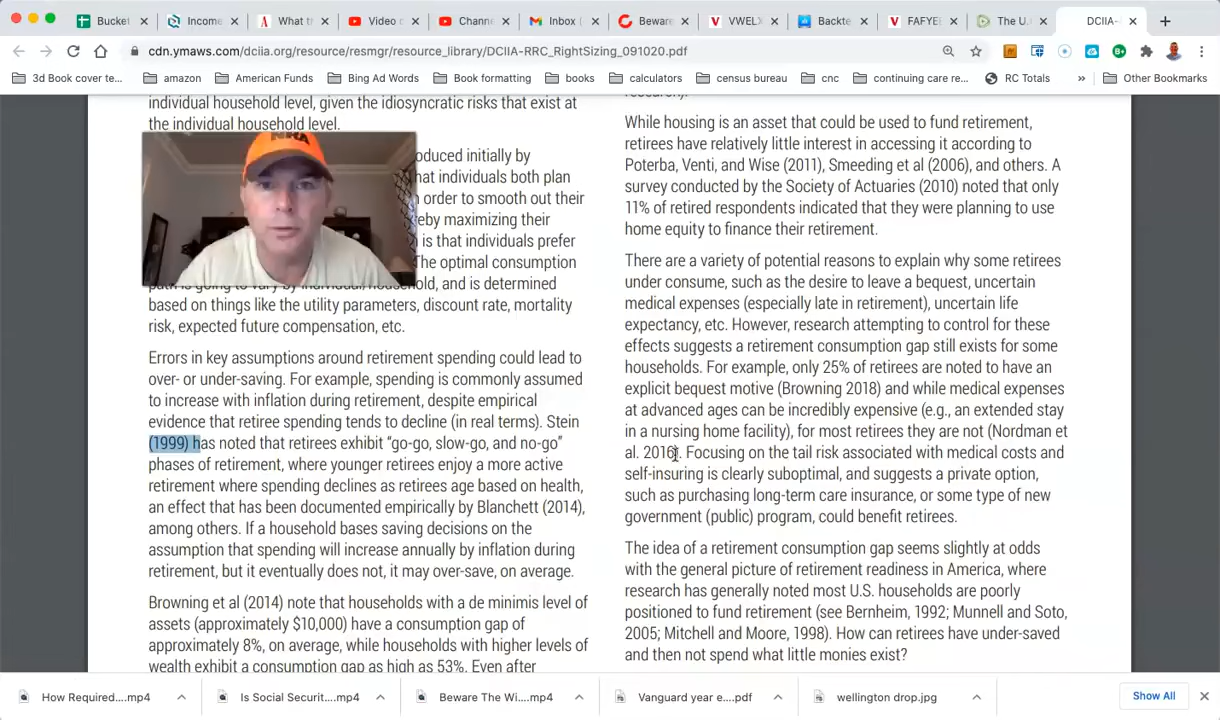 Bucket
Income
What t
Video c
Channe
Inbox (
Beware
VWELX
Backte
FAFYEE
The U.
DCIIA-
cdn.ymaws.com/dciia.org/resource/resmgr/resource_library/DCIIA-RRC_RightSizing_091020.pdf
3d Book cover te...
amazon
American Funds
Bing Ad Words
Book formatting
books
calculators
census bureau
cnc
continuing care re...
RC Totals
»
Other Bookmarks
individual household level, given the idiosyncratic risks that exist at
the individual household level.
oduced initially by
hat individuals both plan
order to smooth out their
eby maximizing their
is that individuals prefer
The optimal consumption
path is going to vary by individual/household, and is determined
based on things like the utility parameters, discount rate, mortality
risk, expected future compensation, etc.
Errors in key assumptions around retirement spending could lead to
over- or under-saving. For example, spending is commonly assumed
to increase with inflation during retirement, despite empirical
evidence that retiree spending tends to decline (in real terms). Stein
(1999) has noted that retirees exhibit “go-go, slow-go, and no-go”
phases of retirement, where younger retirees enjoy a more active
retirement where spending declines as retirees age based on health,
an effect that has been documented empirically by Blanchett (2014),
among others. If a household bases saving decisions on the
assumption that spending will increase annually by inflation during
retirement, but it eventually does not, it may over-save, on average.
Browning et al (2014) note that households with a de minimis level of
assets (approximately $10,000) have a consumption gap of
approximately 8%, on average, while households with higher levels of
wealth exhibit a consumption gap as high as 53%. Even after
research).
While housing is an asset that could be used to fund retirement,
retirees have relatively little interest in accessing it according to
Poterba, Venti, and Wise (2011), Smeeding et al (2006), and others. A
survey conducted by the Society of Actuaries (2010) noted that only
11% of retired respondents indicated that they were planning to use
home equity to finance their retirement.
There are a variety of potential reasons to explain why some retirees
under consume, such as the desire to leave a bequest, uncertain
medical expenses (especially late in retirement), uncertain life
expectancy, etc. However, research attempting to control for these
effects suggests a retirement consumption gap still exists for some
households. For example, only 25% of retirees are noted to have an
explicit bequest motive (Browning 2018) and while medical expenses
at advanced ages can be incredibly expensive (e.g., an extended stay
in a nursing home facility), for most retirees they are not (Nordman et
al. 2016). Focusing on the tail risk associated with medical costs and
self-insuring is clearly suboptimal, and suggests a private option,
such as purchasing long-term care insurance, or some type of new
government (public) program, could benefit retirees.
The idea of a retirement consumption gap seems slightly at odds
with the general picture of retirement readiness in America, where
research has generally noted most U.S. households are poorly
positioned to fund retirement (see Bernheim, 1992; Munnell and Soto,
2005; Mitchell and Moore, 1998). How can retirees have under-saved
and then not spend what little monies exist?
How Required....mp4
Is Social Securit....mp4
Beware The Wi....mp4
Vanguard year e....pdf
wellington drop.jpg
Show All